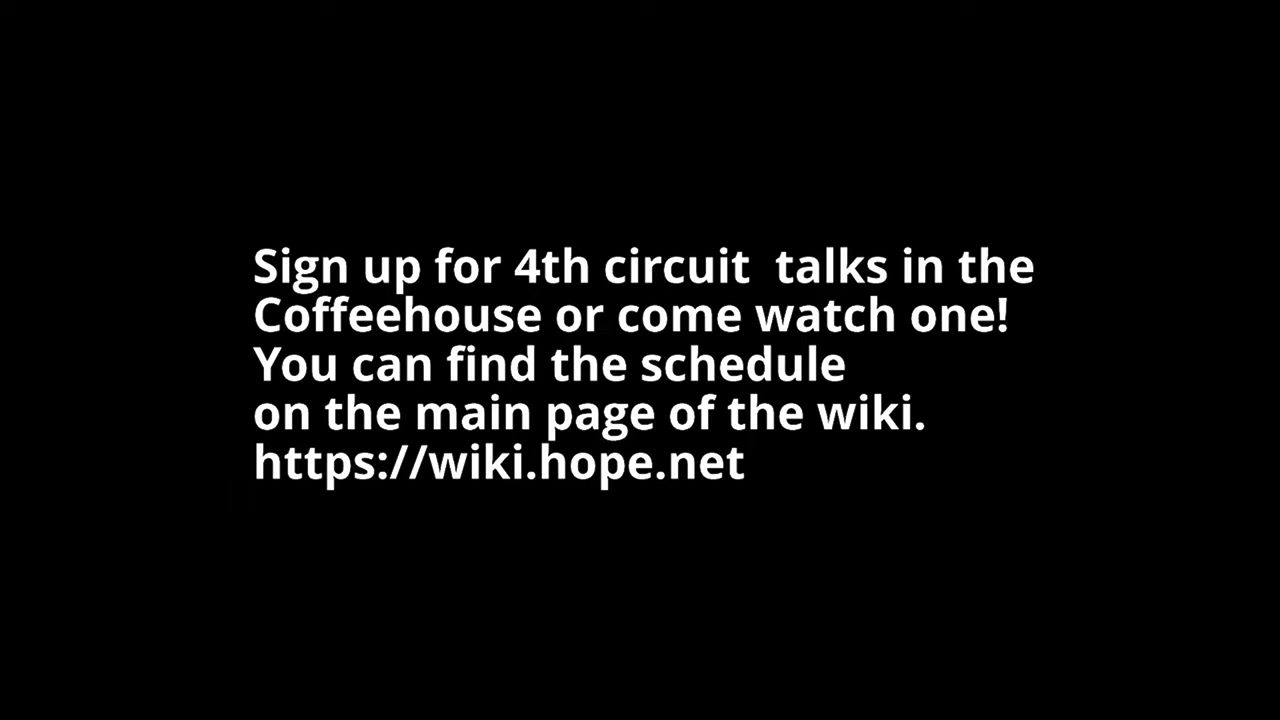 Sign up for 4th circuit  talks in the
Coffeehouse or come watch one!
You can find the schedule
on the main page of the wiki.
https://wiki.hope.net